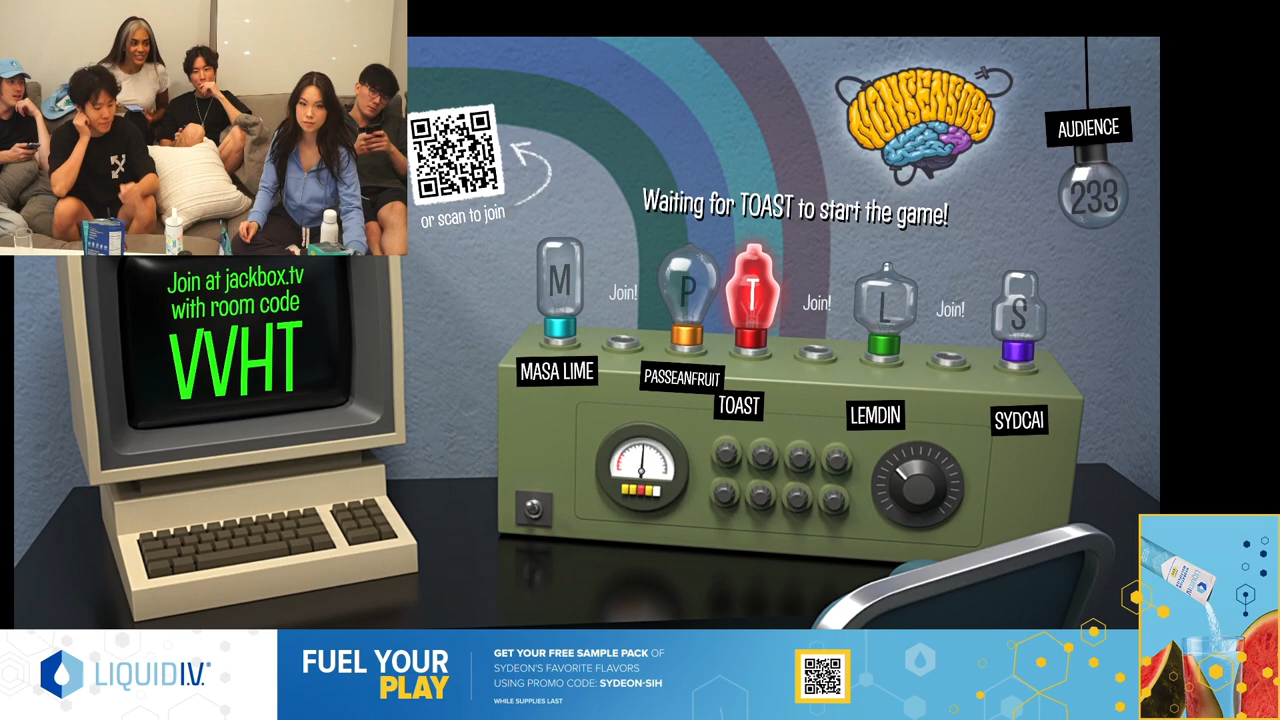 NONSENSORY
AUDIENCE
233
or scan to join
Waiting for TOAST to start the game!
Join at jackbox.tv
with room code
VVHT
M
Join!
P
T
Join!
L
Join!
S
MASA LIME
PASSEANFRUIT
TOAST
LEMDIN
SYDCAI
LIQUID I.V.
FUEL YOUR
PLAY
GET YOUR FREE SAMPLE PACK OF
SYDEON'S FAVORITE FLAVORS
USING PROMO CODE: SYDEON-SIH
WHILE SUPPLIES LAST